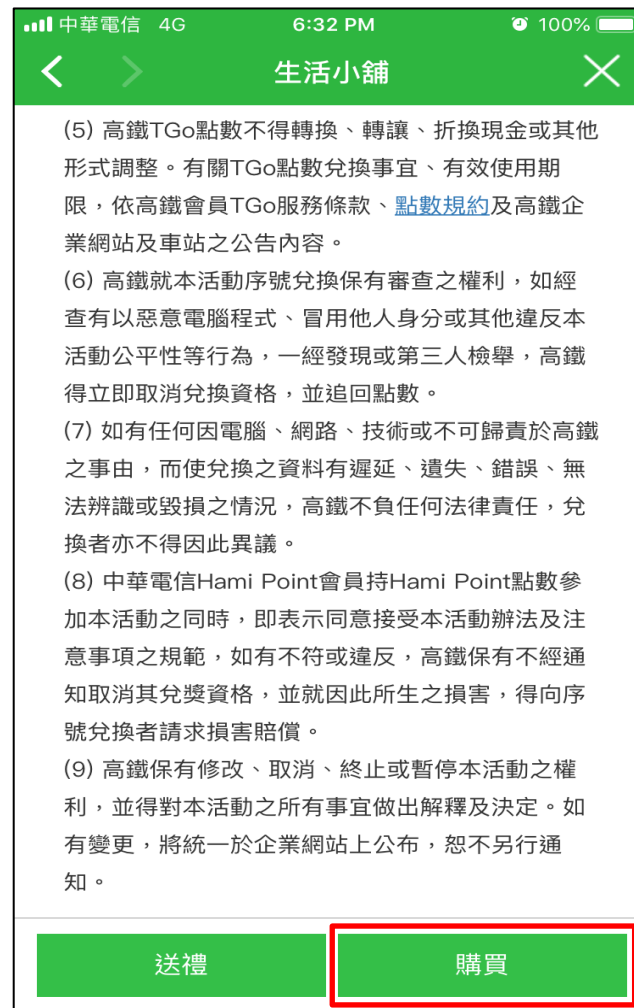 中華電信 4G 6:32 PM 100%
生活小舖
(5) 高鐵TGo點數不得轉換、轉讓、折換現金或其他
形式調整。有關TGo點數兌換事宜、有效使用期
限，依高鐵會員TGo服務條款、點數規約及高鐵企
業網站及車站之公告內容。
(6) 高鐵就本活動序號兌換保有審查之權利，如經
查有以惡意電腦程式、冒用他人身分或其他違反本
活動公平性等行為，一經發現或第三人檢舉，高鐵
得立即取消兌換資格，並追回點數。
(7) 如有任何因電腦、網路、技術或不可歸責於高鐵
之事由，而使兌換之資料有遲延、遺失、錯誤、無
法辨識或毀損之情況，高鐵不負任何法律責任，兌
換者亦不得因此異議。
(8) 中華電信Hami Point會員持Hami Point點數參
加本活動之同時，即表示同意接受本活動辦法及注
意事項之規範，如有不符或違反，高鐵保有不經通
知取消其兌獎資格，並就因此所生之損害，得向序
號兌換者請求損害賠償。
(9) 高鐵保有修改、取消、終止或暫停本活動之權
利，並得對本活動之所有事宜做出解釋及決定。如
有變更，將統一於企業網站上公布，恕不另行通
知。
送禮 購買